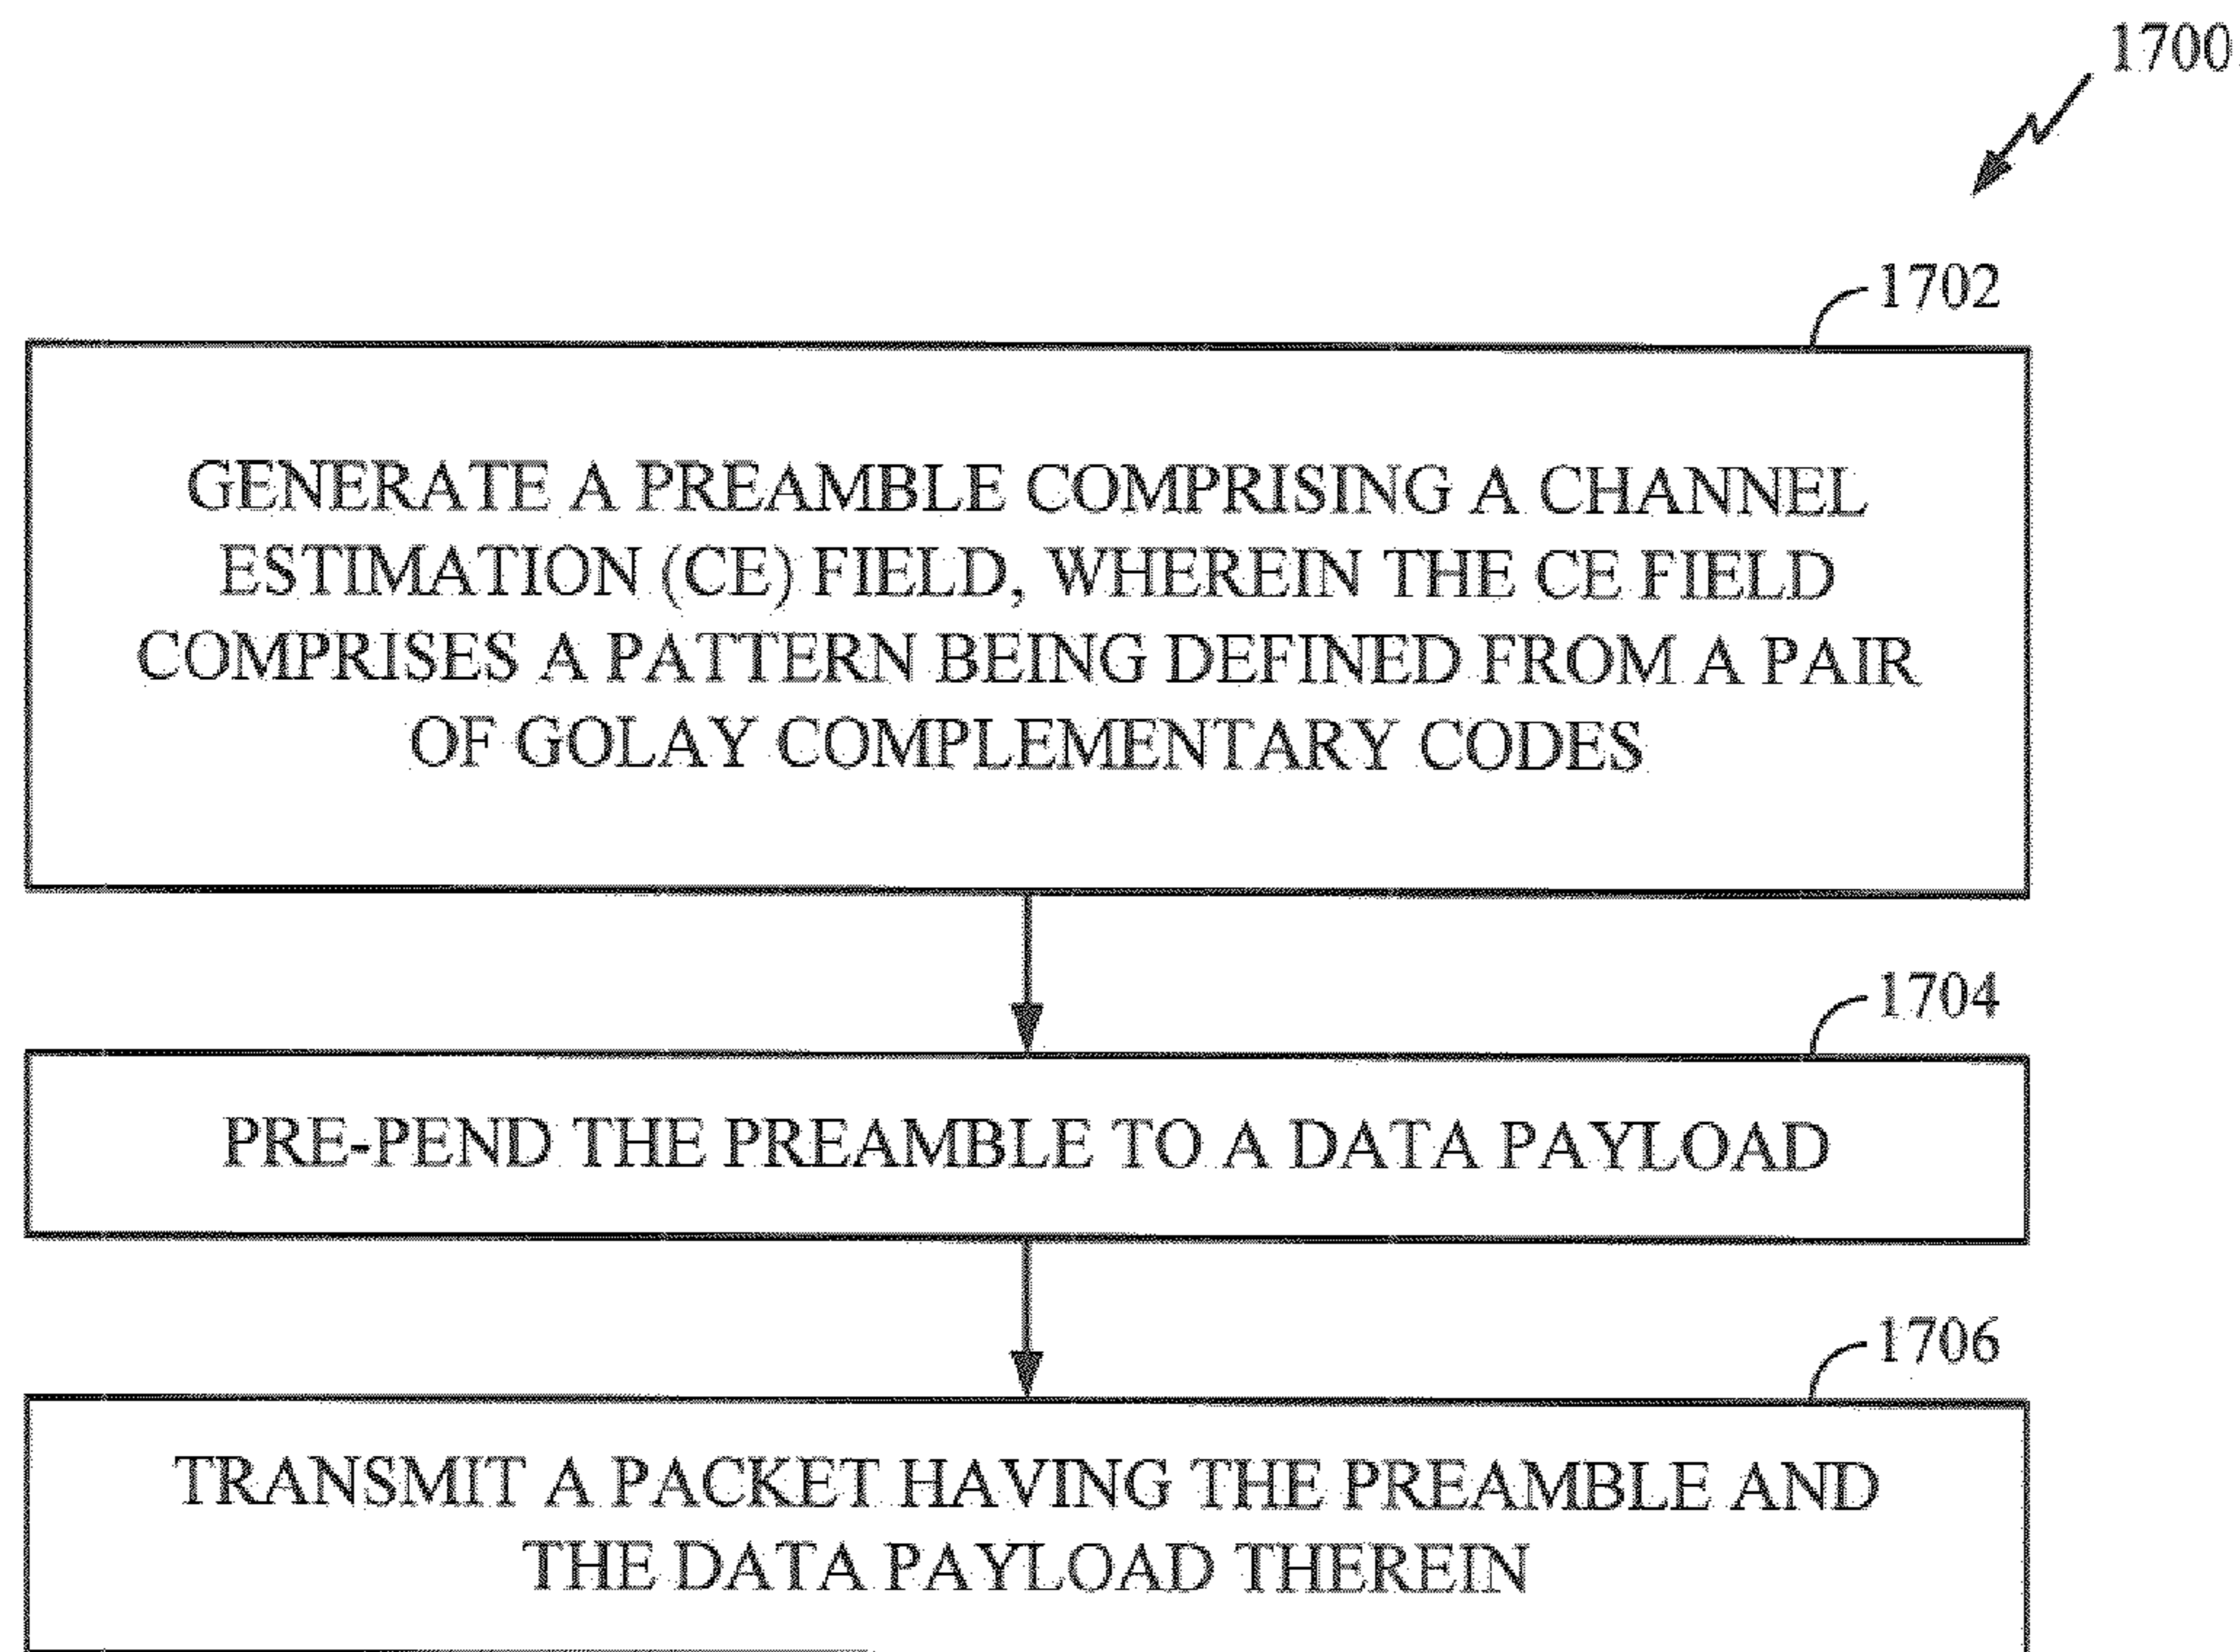 1700
1702
GENERATE A PREAMBLE COMPRISING A CHANNEL
ESTIMATION (CE) FIELD, WHEREIN THE CE FIELD
COMPRISES A PATTERN BEING DEFINED FROM A PAIR
OF GOLAY COMPLEMENTARY CODES
1704
PRE-PEND THE PREAMBLE TO A DATA PAYLOAD
1706
TRANSMIT A PACKET HAVING THE PREAMBLE AND
THE DATA PAYLOAD THEREIN